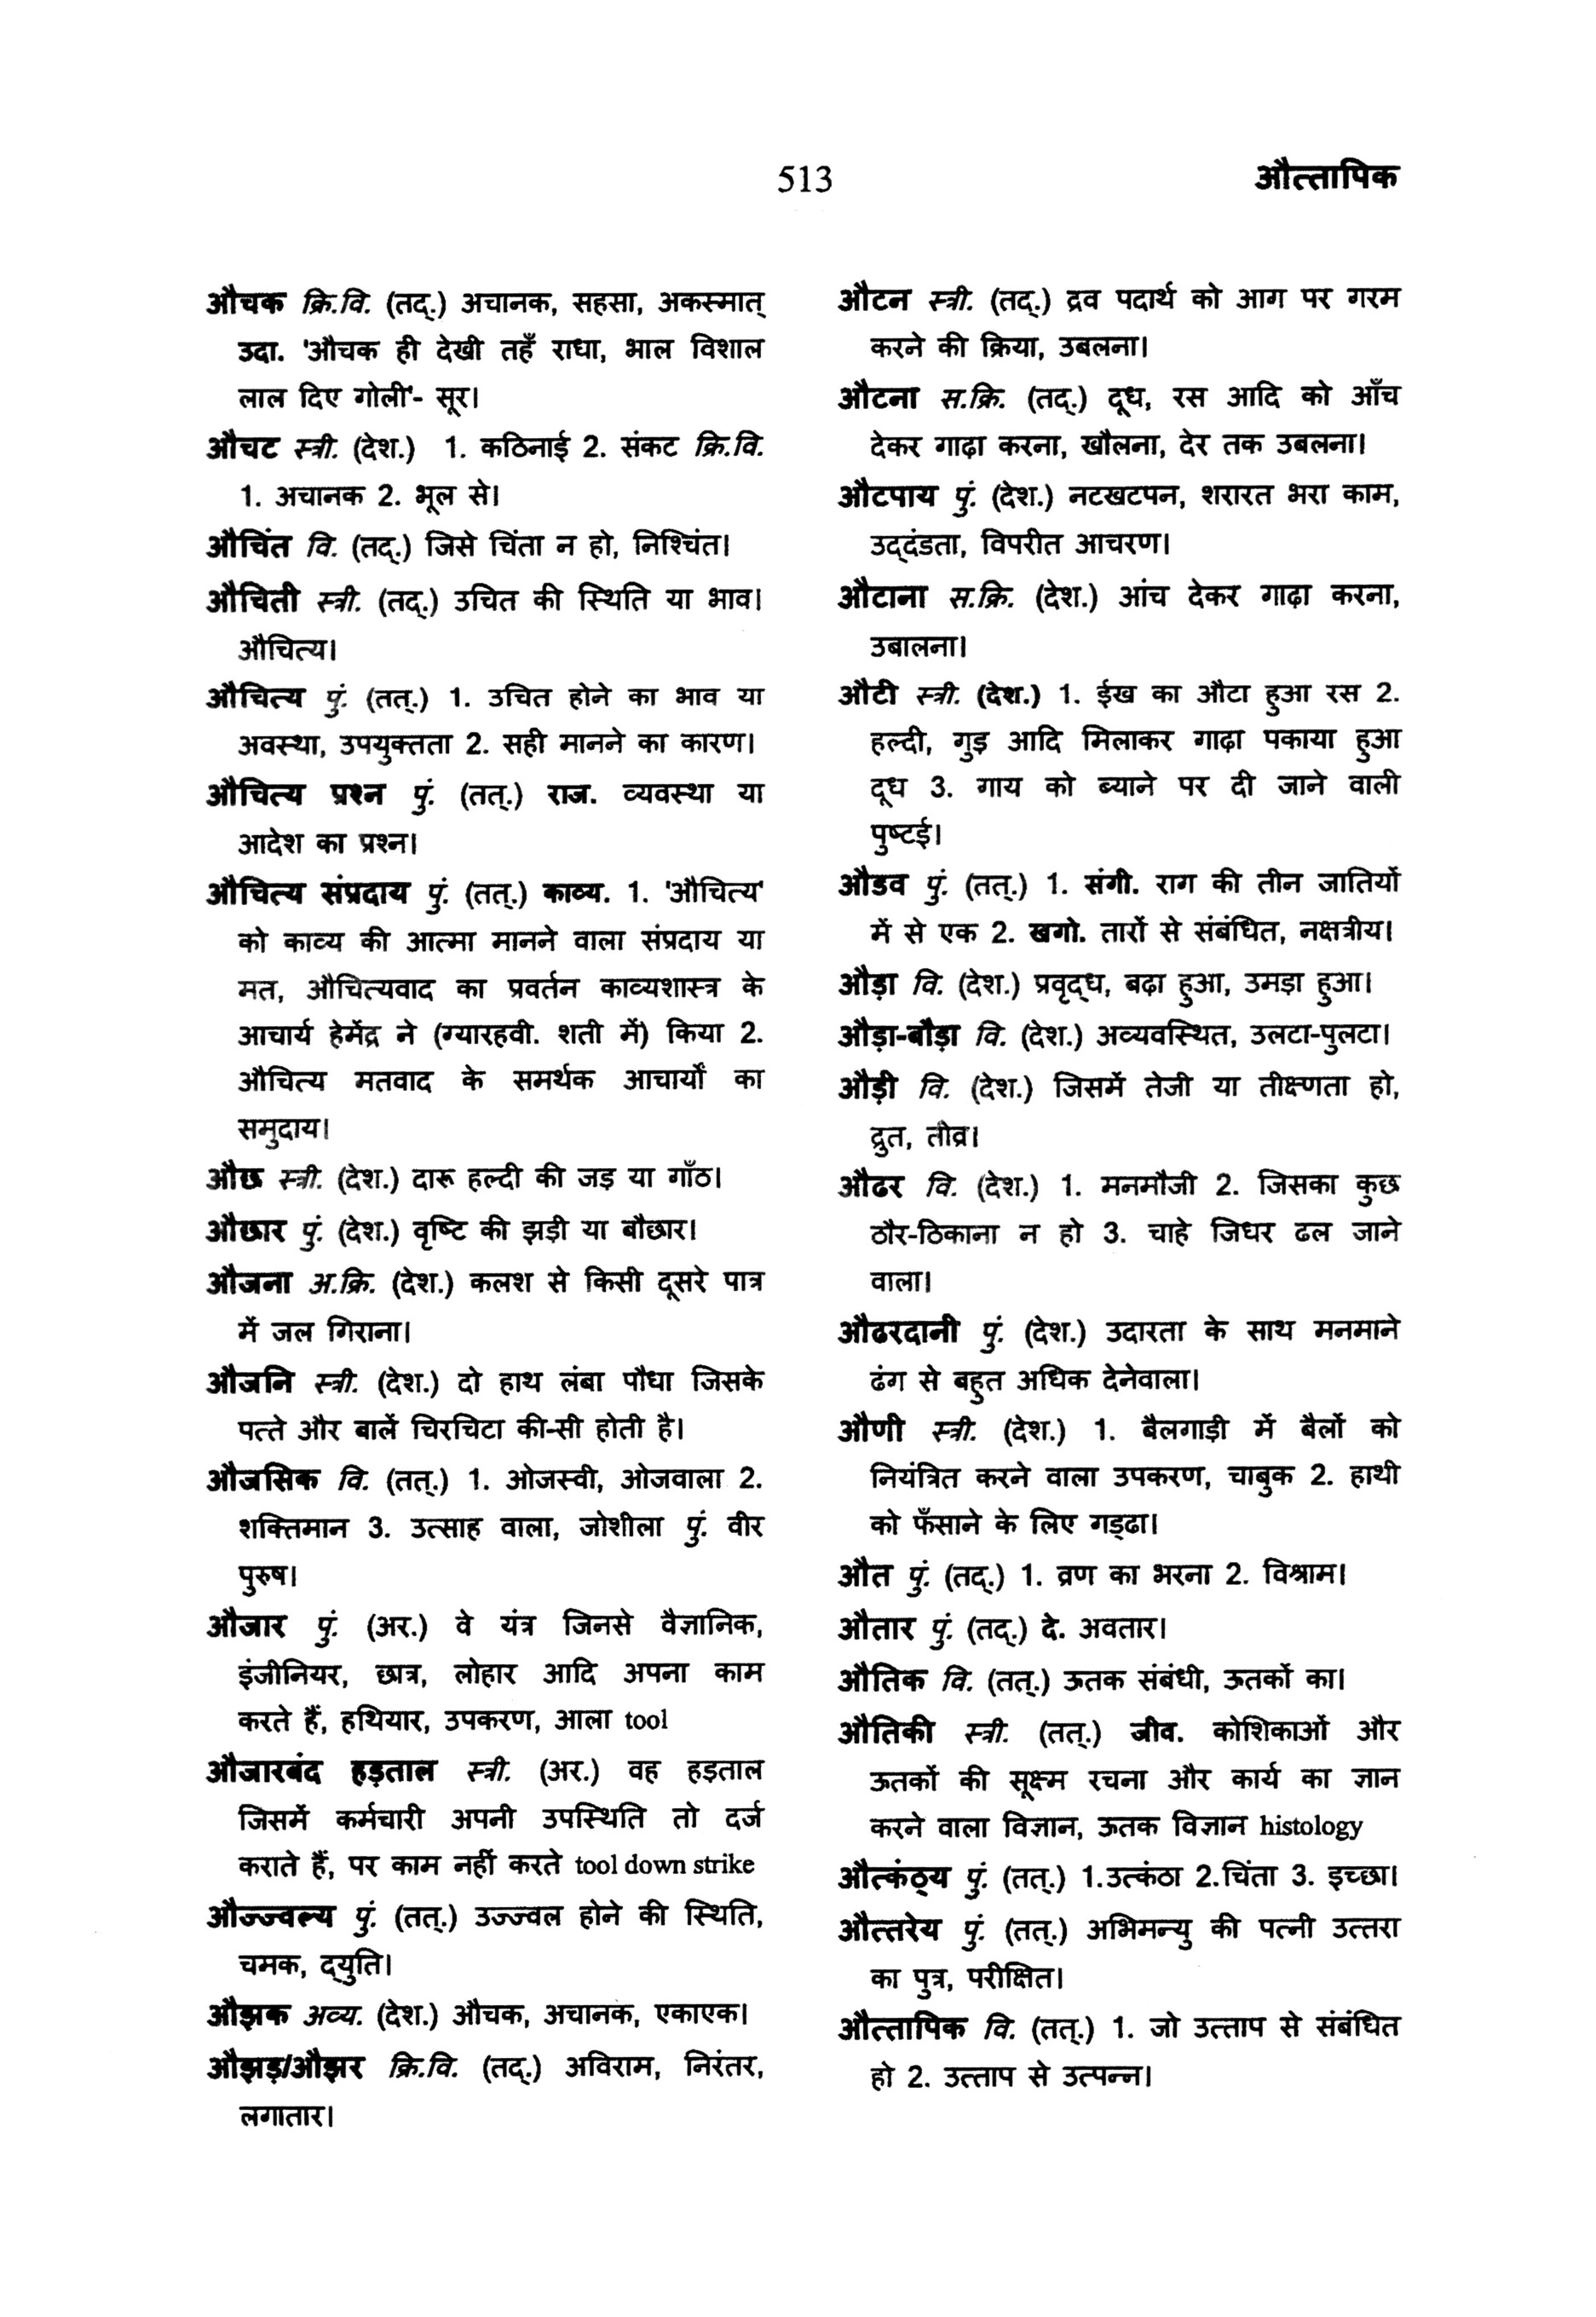 513
औत्तापिक
औचक क्रि.वि. (तद्.) अचानक, सहसा, अकस्मात्
उदा. 'औचक ही देखी तहँ राधा, भाल विशाल
लाल दिए गोली'- सूर।
औचट स्त्री. (देश.) 1. कठिनाई 2. संकट क्रि.वि.
1. अचानक 2. भूल से।
औचिंत वि. (तद्.) जिसे चिंता न हो, निश्चिंत।
औचिती स्त्री. (तद्.) उचित की स्थिति या भाव।
औचित्य।
औचित्य पुं. (तत्.) 1. उचित होने का भाव या
अवस्था, उपयुक्तता 2. सही मानने का कारण।
औचित्य प्रश्न पुं. (तत्.) राज. व्यवस्था या
आदेश का प्रश्न।
औचित्य संप्रदाय पुं. (तत्.) काव्य. 1. 'औचित्य'
को काव्य की आत्मा मानने वाला संप्रदाय या
मत, औचित्यवाद का प्रवर्तन काव्यशास्त्र के
आचार्य हेमेंद्र ने (ग्यारहवी. शती में) किया 2.
औचित्य मतवाद के समर्थक आचार्यों का
समुदाय।
औछ स्त्री. (देश.) दारू हल्दी की जड़ या गाँठ।
औछार पुं. (देश.) वृष्टि की झड़ी या बौछार।
औजना अ.क्रि. (देश.) कलश से किसी दूसरे पात्र
में जल गिराना।
औजनि स्त्री. (देश.) दो हाथ लंबा पौधा जिसके
पत्ते और बालें चिरचिटा की-सी होती है।
औजसिक वि. (तत्.) 1. ओजस्वी, ओजवाला 2.
शक्तिमान 3. उत्साह वाला, जोशीला पुं. वीर
पुरुष।
औजार पुं. (अर.) वे यंत्र जिनसे वैज्ञानिक,
इंजीनियर, छात्र, लोहार आदि अपना काम
करते हैं, हथियार, उपकरण, आला tool
औजारबंद हड़ताल स्त्री. (अर.) वह हड़ताल
जिसमें कर्मचारी अपनी उपस्थिति तो दर्ज
कराते हैं, पर काम नहीं करते tool down strike
औज्ज्वल्य पुं. (तत्.) उज्ज्वल होने की स्थिति,
चमक, द्युति।
औझक अव्य. (देश.) औचक, अचानक, एकाएक।
औझड़/औझर क्रि.वि. (तद्.) अविराम, निरंतर,
लगातार।
औटन स्त्री. (तद्.) द्रव पदार्थ को आग पर गरम
करने की क्रिया, उबलना।
औटना स.क्रि. (तद्.) दूध, रस आदि को आँच
देकर गाढ़ा करना, खौलना, देर तक उबलना।
औटपाय पुं. (देश.) नटखटपन, शरारत भरा काम,
उद्दंडता, विपरीत आचरण।
औटाना स.क्रि. (देश.) आंच देकर गाढ़ा करना,
उबालना।
औटी स्त्री. (देश.) 1. ईख का औटा हुआ रस 2.
हल्दी, गुड़ आदि मिलाकर गाढ़ा पकाया हुआ
दूध 3. गाय को ब्याने पर दी जाने वाली
पुष्टई।
औडव पुं. (तत्.) 1. संगी. राग की तीन जातियों
में से एक 2. खगो. तारों से संबंधित, नक्षत्रीय।
औड़ा वि. (देश.) प्रवृद्ध, बढ़ा हुआ, उमड़ा हुआ।
औड़ा-बौड़ा वि. (देश.) अव्यवस्थित, उलटा-पुलटा।
औड़ी वि. (देश.) जिसमें तेजी या तीक्ष्णता हो,
द्रुत, तीव्र।
औढर वि. (देश.) 1. मनमौजी 2. जिसका कुछ
ठौर-ठिकाना न हो 3. चाहे जिधर ढल जाने
वाला।
औढरदानी पुं. (देश.) उदारता के साथ मनमाने
ढंग से बहुत अधिक देनेवाला।
औणी स्त्री. (देश.) 1. बैलगाड़ी में बैलों को
नियंत्रित करने वाला उपकरण, चाबुक 2. हाथी
को फँसाने के लिए गड्ढा।
औत पुं. (तद्.) 1. व्रण का भरना 2. विश्राम।
औतार पुं. (तद्.) दे. अवतार।
औतिक वि. (तत्.) ऊतक संबंधी, ऊतकों का।
औतिकी स्त्री. (तत्.) जीव. कोशिकाओं और
ऊतकों की सूक्ष्म रचना और कार्य का ज्ञान
करने वाला विज्ञान, ऊतक विज्ञान histology
औत्कंठ्य पुं. (तत्.) 1.उत्कंठा 2.चिंता 3. इच्छा।
औत्तरेय पुं. (तत्.) अभिमन्यु की पत्नी उत्तरा
का पुत्र, परीक्षित।
औत्तापिक वि. (तत्.) 1. जो उत्ताप से संबंधित
हो 2. उत्ताप से उत्पन्न।